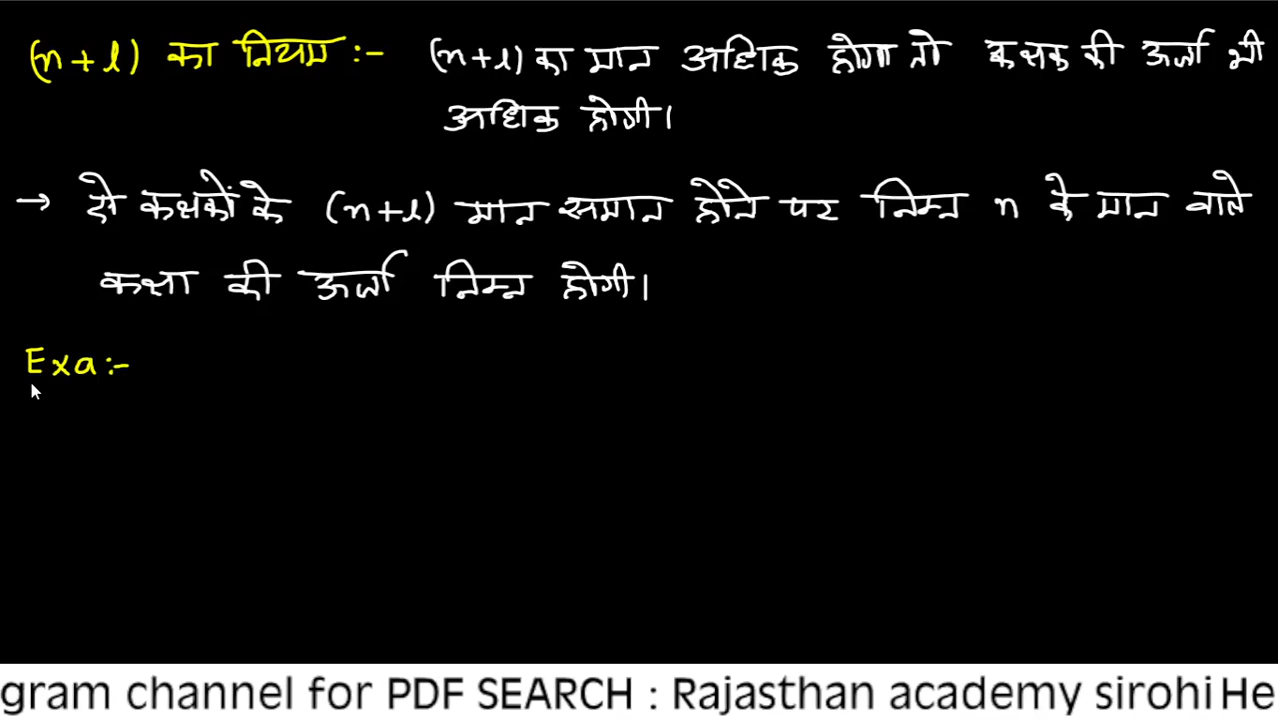 (n+l) का नियम :- (n+l) का मान अधिक होगा तो कक्षक की ऊर्जा भी
अधिक होगी।
→ दो कक्षकों के (n+l) मान समान होने पर निम्न n के मान वाले
कक्षा की ऊर्जा निम्न होगी।
Exa :-
gram channel for PDF SEARCH : Rajasthan academy sirohi He